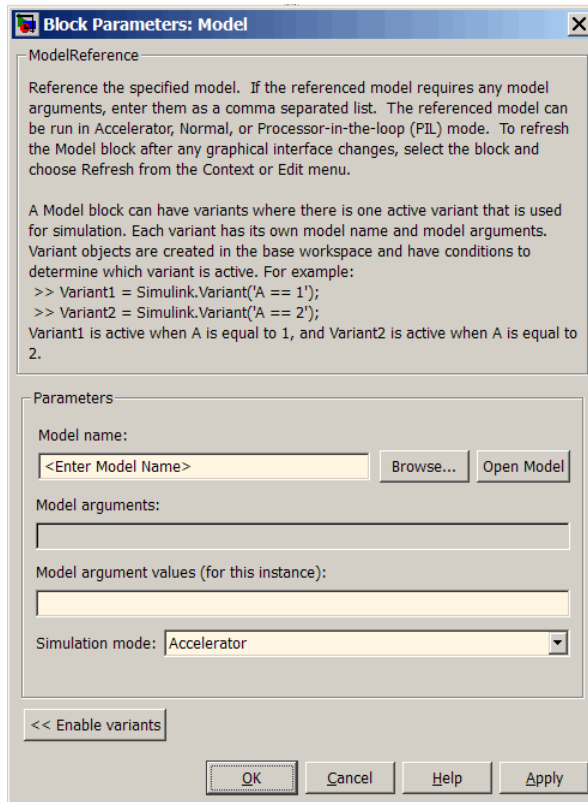 Block Parameters: Model
ModelReference
Reference the specified model. If the referenced model requires any model
arguments, enter them as a comma separated list. The referenced model can
be run in Accelerator, Normal, or Processor-in-the-loop (PIL) mode. To refresh
the Model block after any graphical interface changes, select the block and
choose Refresh from the Context or Edit menu.
A Model block can have variants where there is one active variant that is used
for simulation. Each variant has its own model name and model arguments.
Variant objects are created in the base workspace and have conditions to
determine which variant is active. For example:
>> Variant1 = Simulink.Variant('A == 1');
>> Variant2 = Simulink.Variant('A == 2');
Variant1 is active when A is equal to 1, and Variant2 is active when A is equal to
2.
Parameters
Model name:
<Enter Model Name> Browse... Open Model
Model arguments:
Model argument values (for this instance):
Simulation mode: Accelerator
<< Enable variants
OK Cancel Help Apply